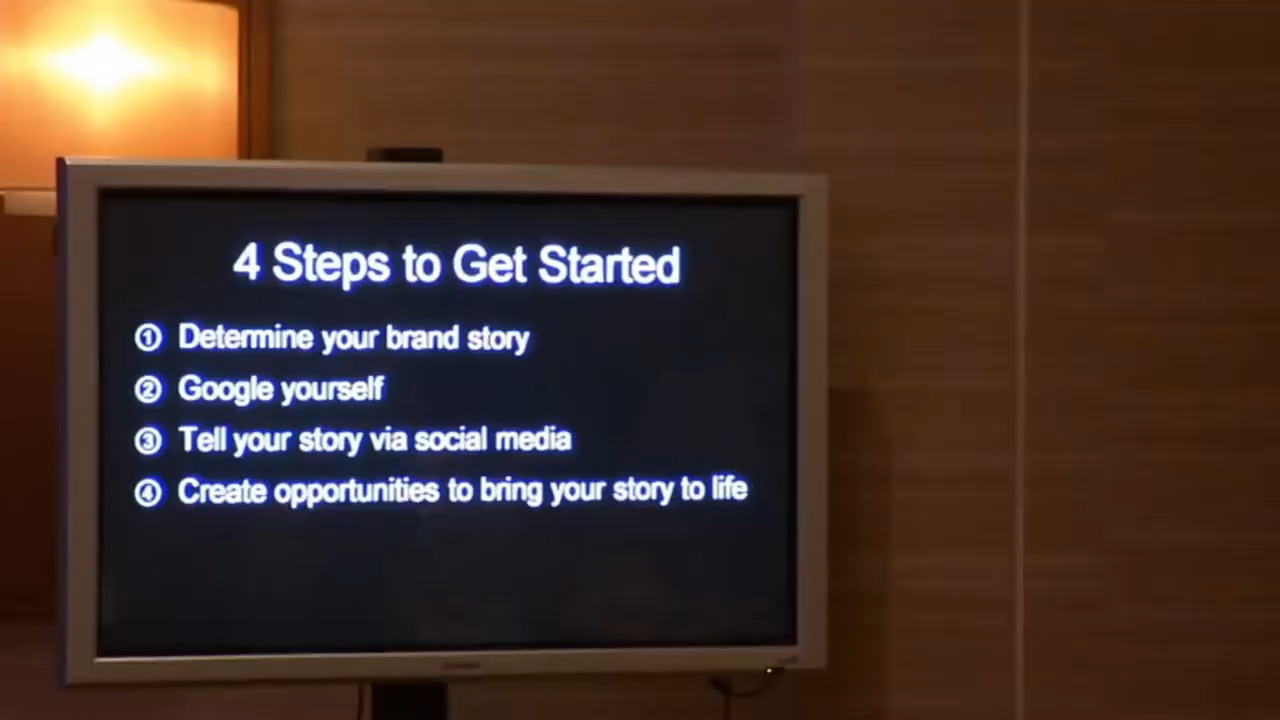 4 Steps to Get Started
① Determine your brand story
② Google yourself
③ Tell your story via social media
④ Create opportunities to bring your story to life